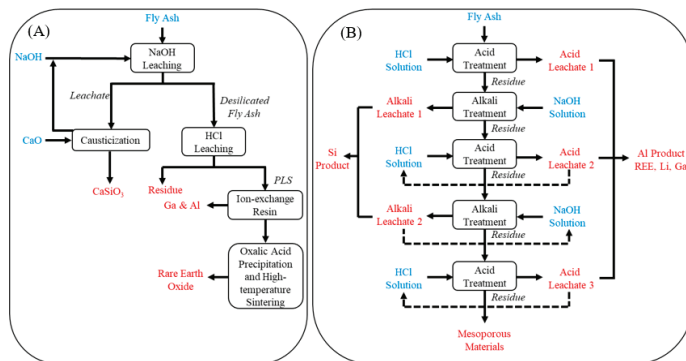 (A)
Fly Ash
NaOH
NaOH
Leaching
Leachate
Desilicated
Fly Ash
CaO
Causticization
HCl
Leaching
CaSiO3
Residue
PLS
Ga & Al
Ion-exchange
Resin
Rare Earth
Oxide
Oxalic Acid
Precipitation
and High-
temperature
Sintering
(B)
Fly Ash
HCl
Solution
Acid
Treatment
Acid
Leachate 1
Residue
Alkali
Leachate 1
Alkali
Treatment
NaOH
Solution
Residue
Si
Product
HCl
Solution
Acid
Treatment
Acid
Leachate 2
Al Product
REE, Li, Ga
Residue
Alkali
Leachate 2
Alkali
Treatment
NaOH
Solution
Residue
HCl
Solution
Acid
Treatment
Acid
Leachate 3
Residue
Mesoporous
Materials